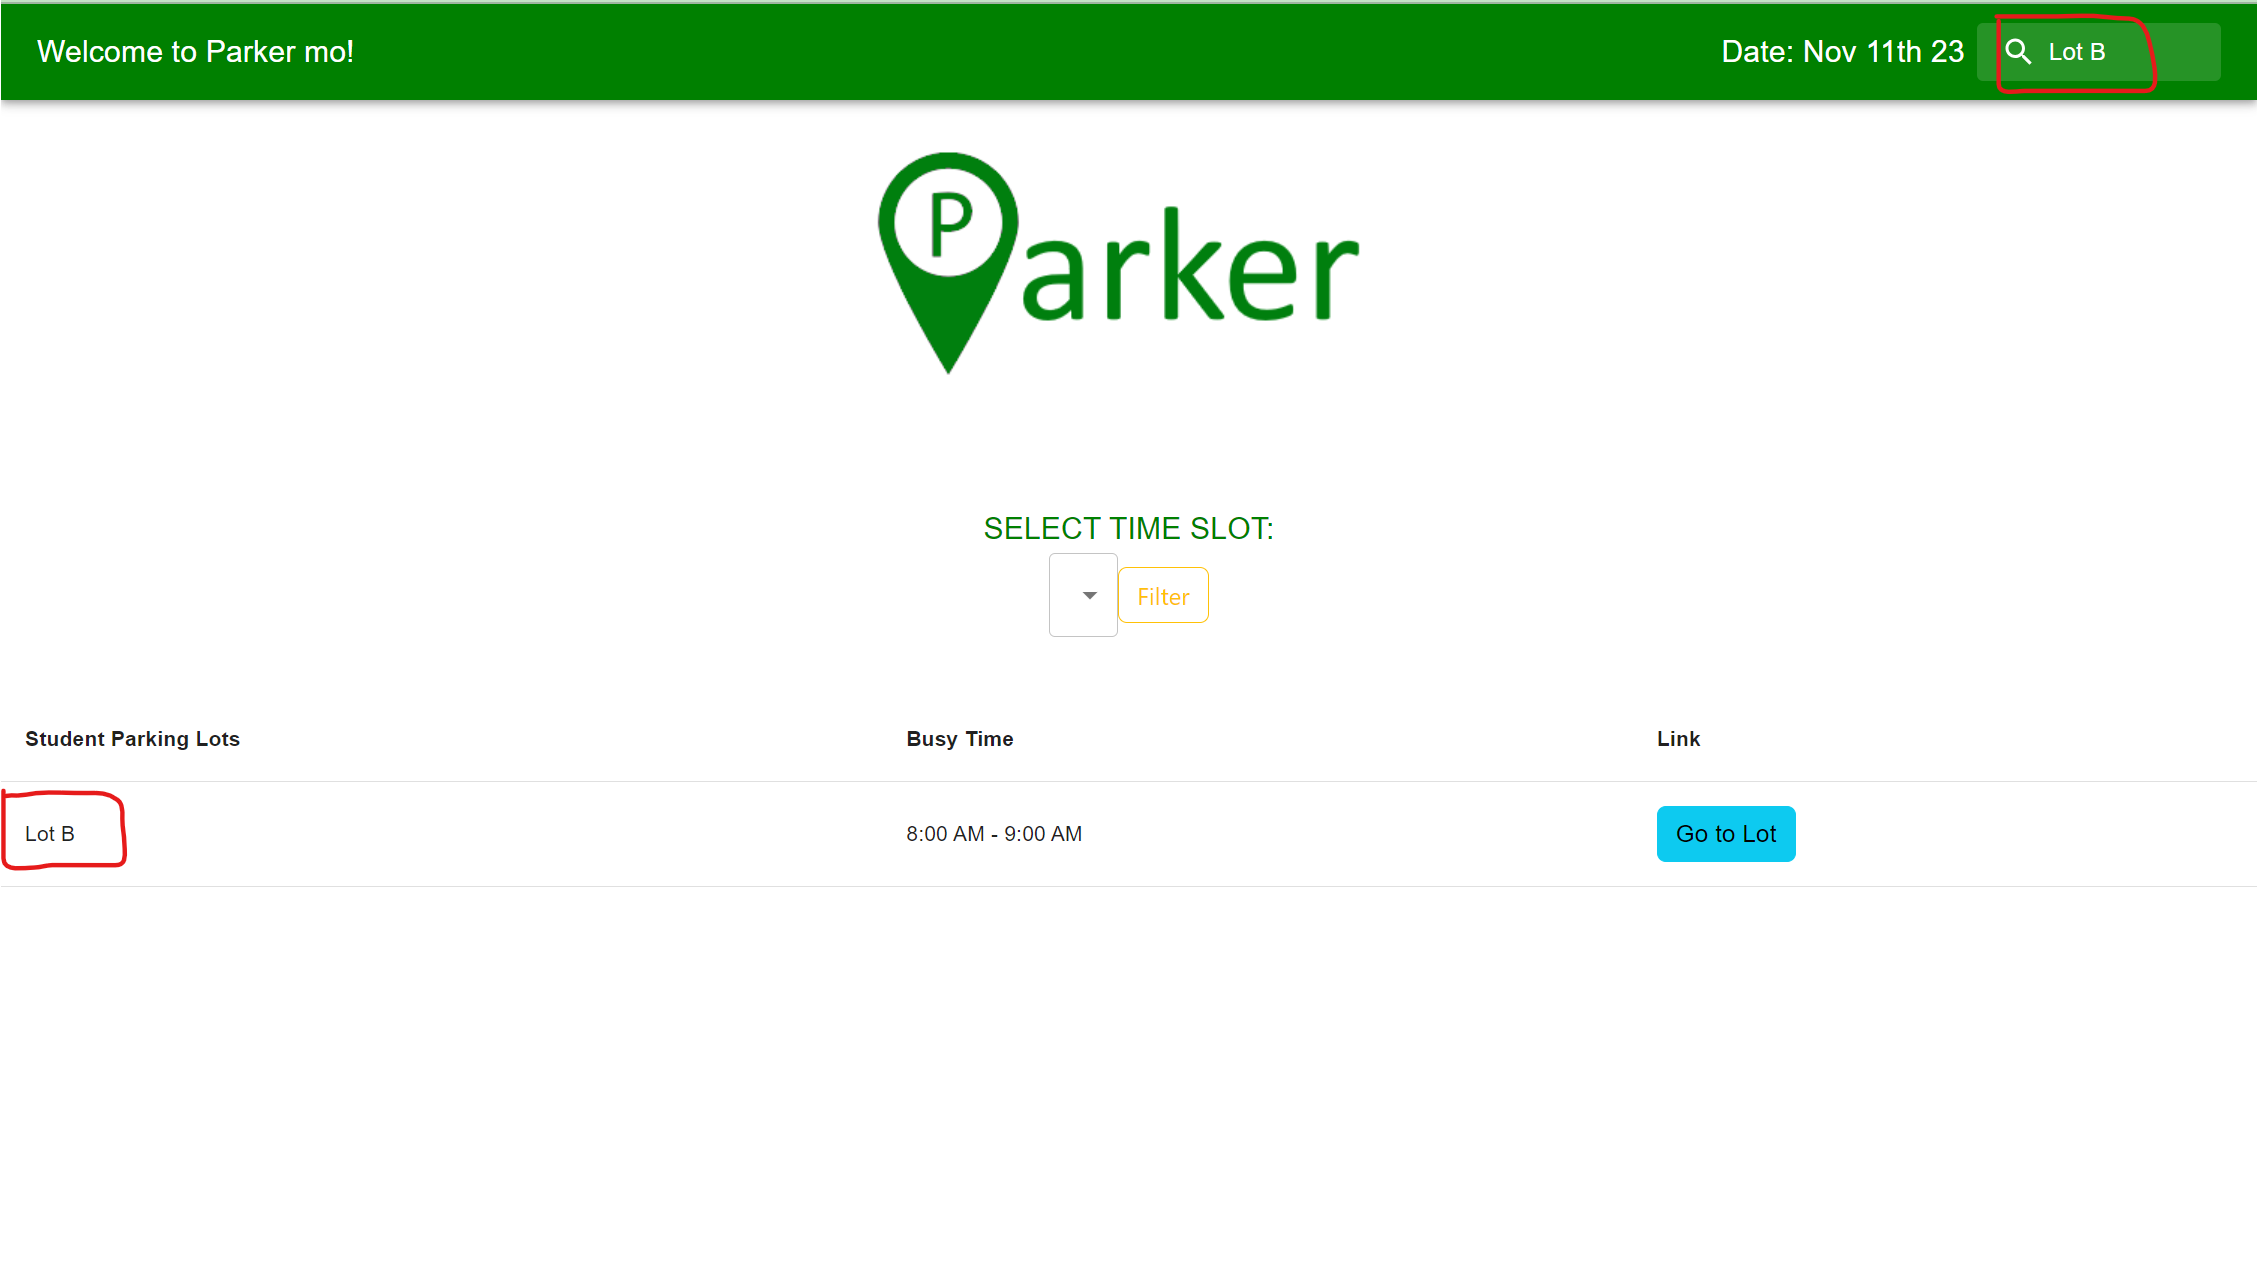 Welcome to Parker mo!
Date: Nov 11th 23
Lot B
Parker
SELECT TIME SLOT:
Filter
Student Parking Lots Busy Time Link
Lot B 8:00 AM - 9:00 AM Go to Lot